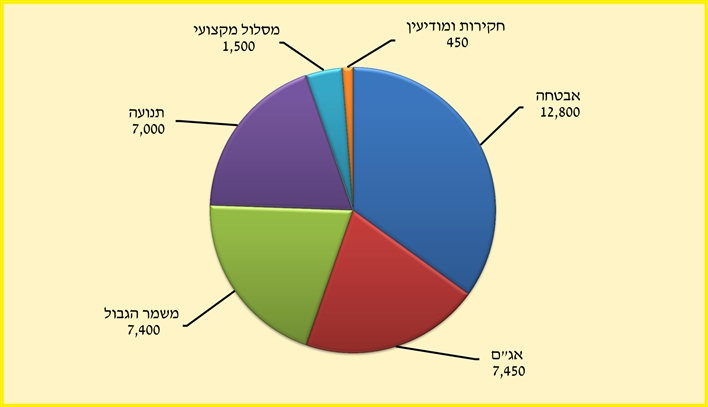 חקירות ומודיעין
450
מסלול מקצועי
1,500
אבטחה
12,800
תנועה
7,000
משמר הגבול
7,400
אג״ם
7,450